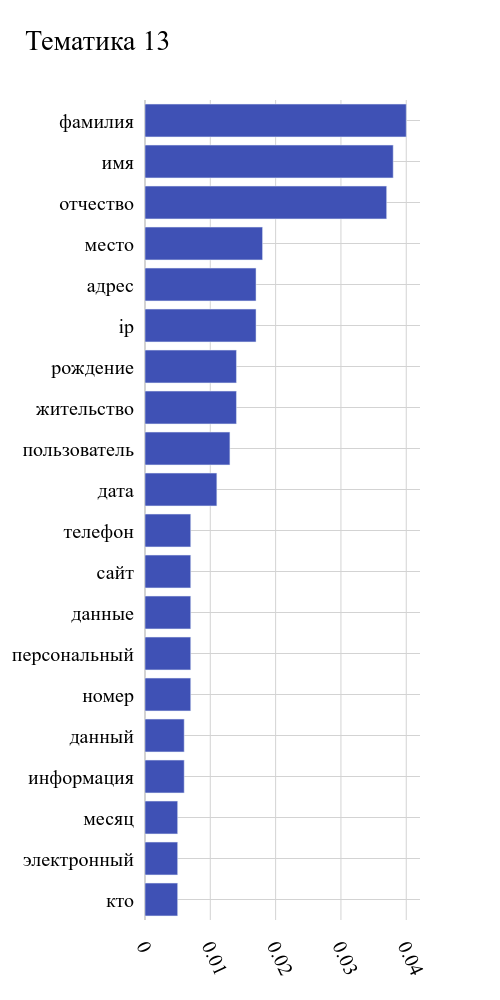 Тематика 13
фамилия
имя
отчество
место
адрес
ip
рождение
жительство
пользователь
дата
телефон
сайт
данные
персональный
номер
данный
информация
месяц
электронный
кто
0 0.01 0.02 0.03 0.04